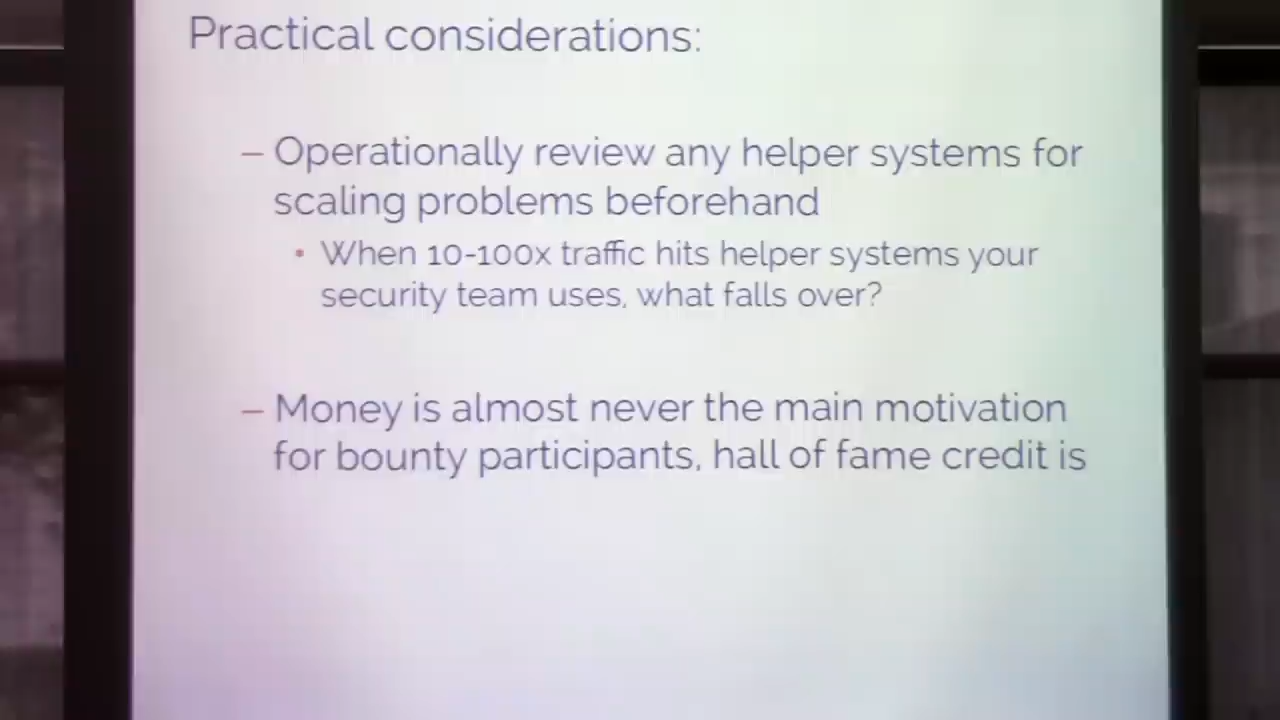 Practical considerations:
– Operationally review any helper systems for
scaling problems beforehand
• When 10-100x traffic hits helper systems your
security team uses, what falls over?
– Money is almost never the main motivation
for bounty participants, hall of fame credit is